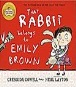 That RABBIT
belongs to
EMILY BROWN
CRESSIDA COWELL
NEAL LAYTON